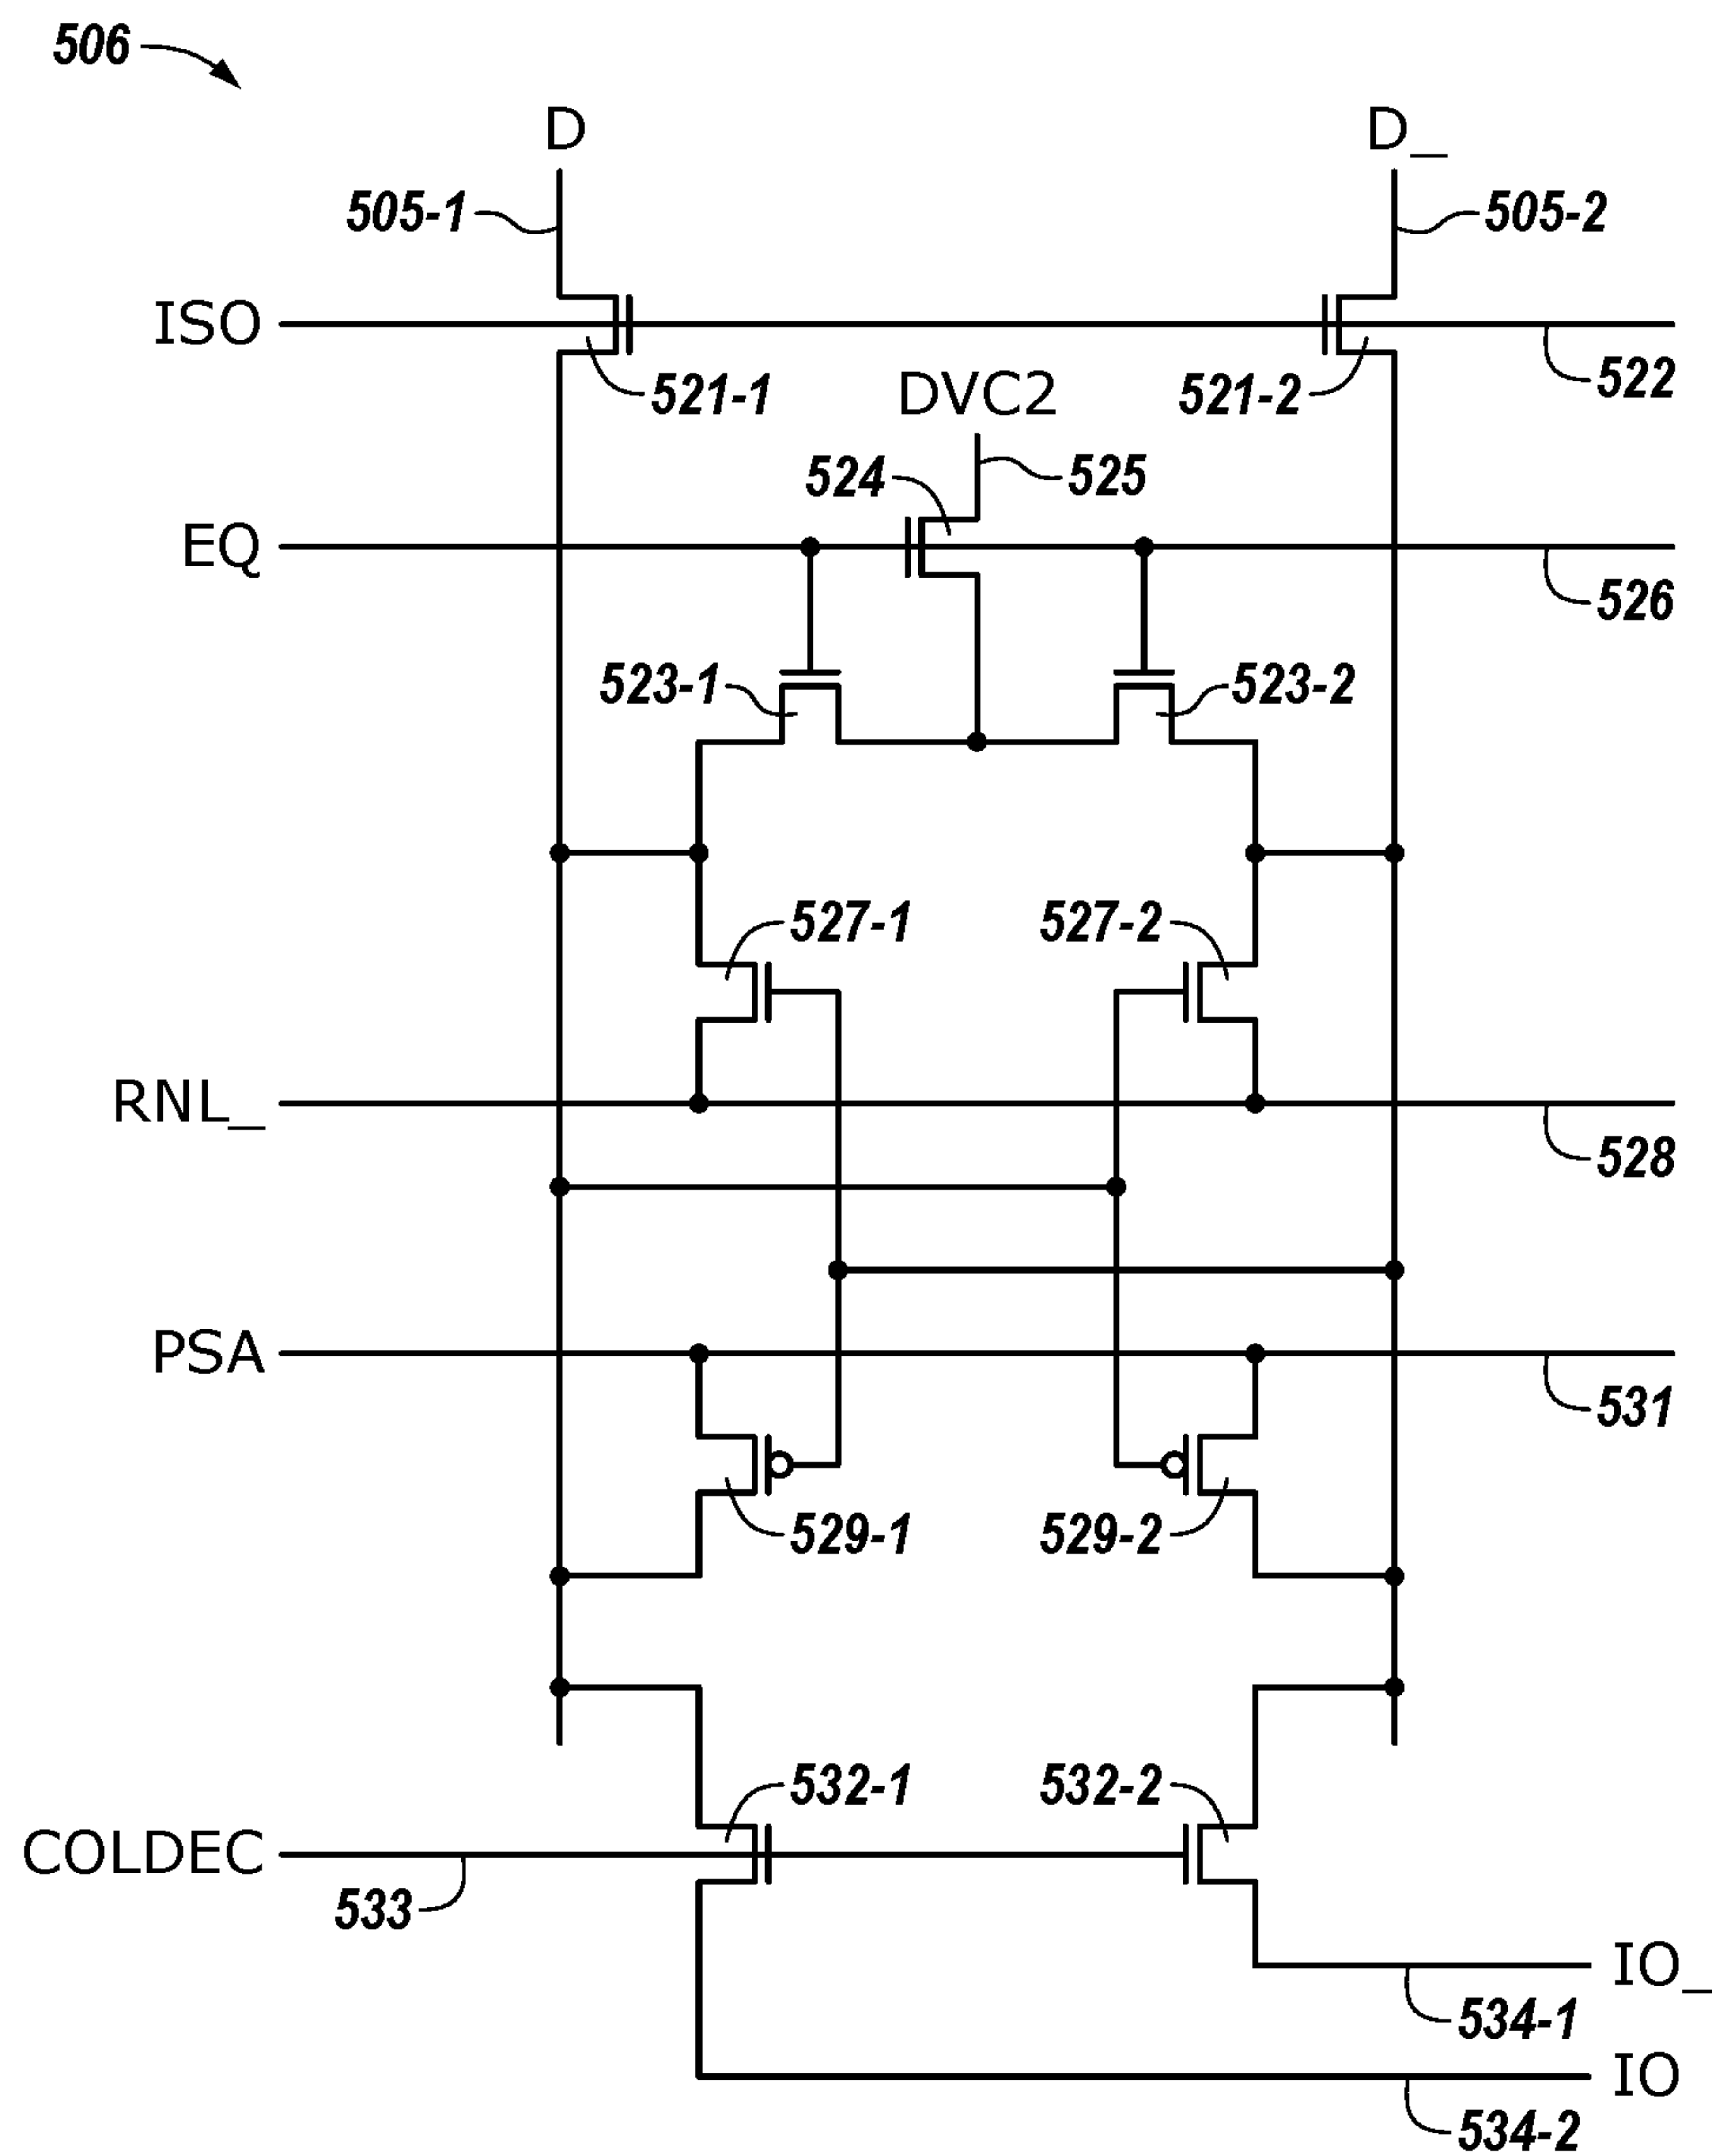 506
D
D_
505-1
505-2
ISO
521-1
DVC2
521-2
522
524
525
EQ
526
523-1
523-2
527-1
527-2
RNL_
528
PSA
531
529-1
529-2
532-1
532-2
COLDEC
533
IO_
534-1
IO
534-2